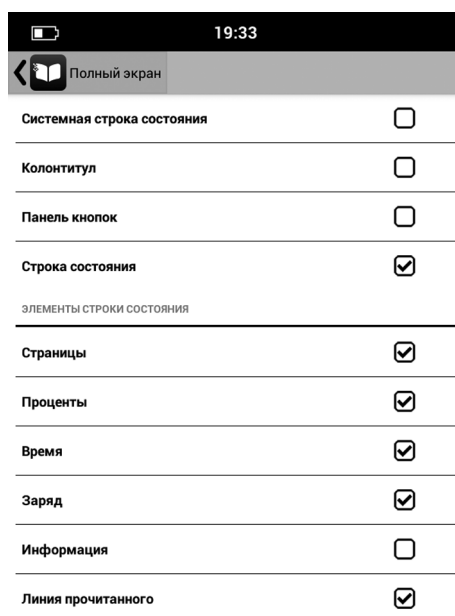 19:33
Полный экран
Системная строка состояния
Колонтитул
Панель кнопок
Строка состояния
ЭЛЕМЕНТЫ СТРОКИ СОСТОЯНИЯ
Страницы
Проценты
Время
Заряд
Информация
Линия прочитанного